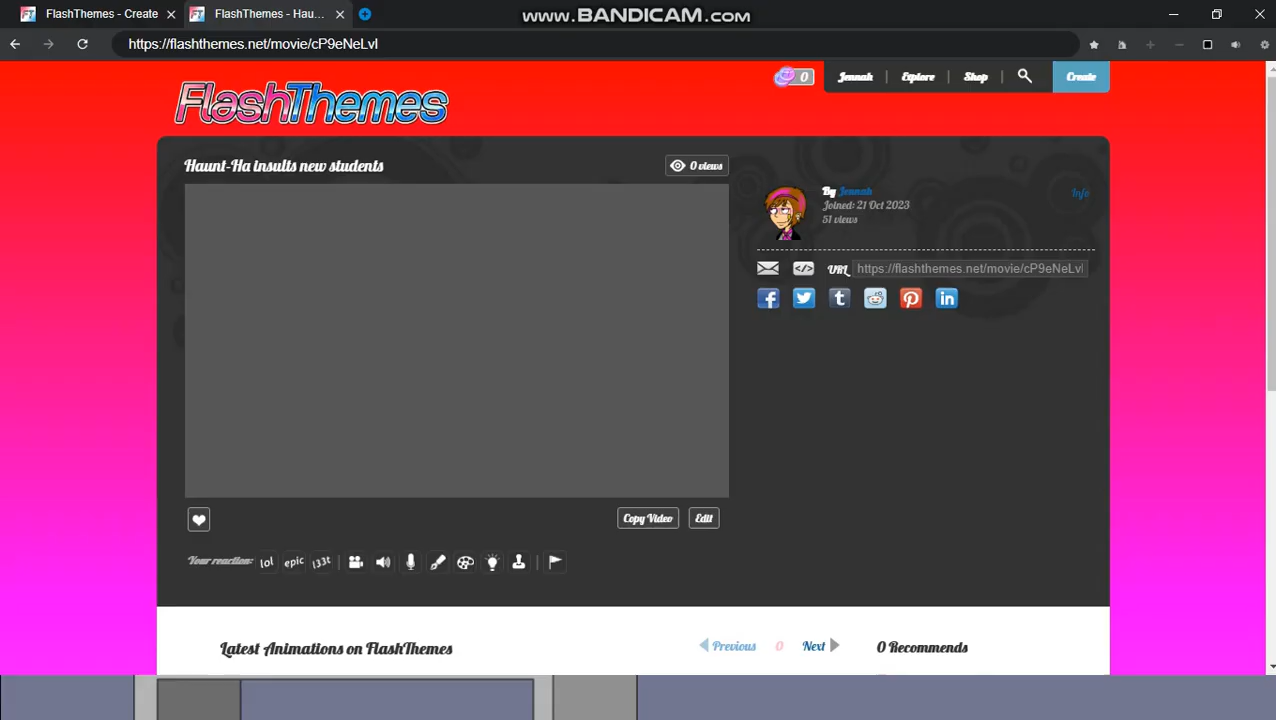 FlashThemes - Create
FlashThemes - Hau...
www.BANDICAM.com
https://flashthemes.net/movie/cP9eNeLvI
FlashThemes
0
Jennah
Explore
Shop
Create
Haunt-Ha insults new students
0 views
By Jennah
Joined: 21 Oct 2023
51 views
Info
URL
https://flashthemes.net/movie/cP9eNeLvI
Copy Video
Edit
Your reaction:
lol
epic
l33t
Latest Animations on FlashThemes
Previous
0
Next
0 Recommends